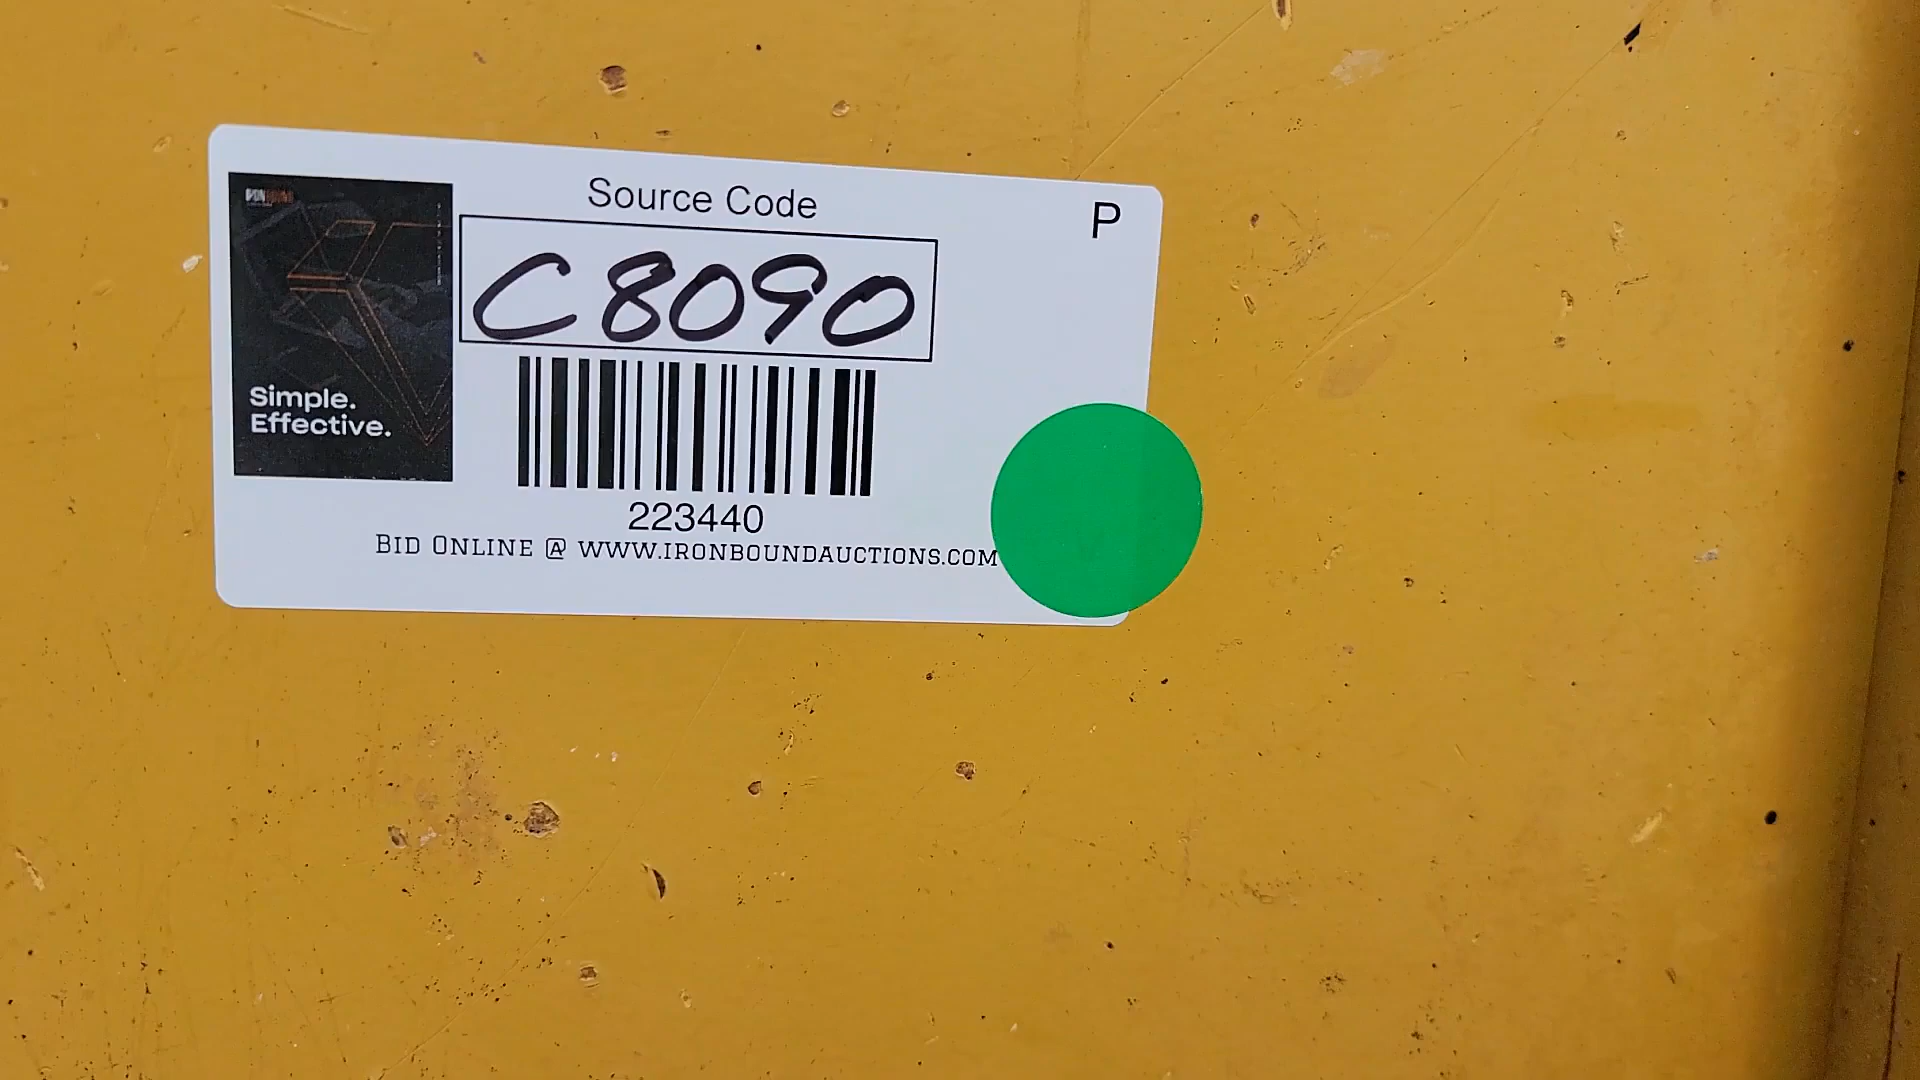 Source Code
P
C8090
Simple.
Effective.
223440
BID ONLINE @ WWW.IRONBOUNDAUCTIONS.COM